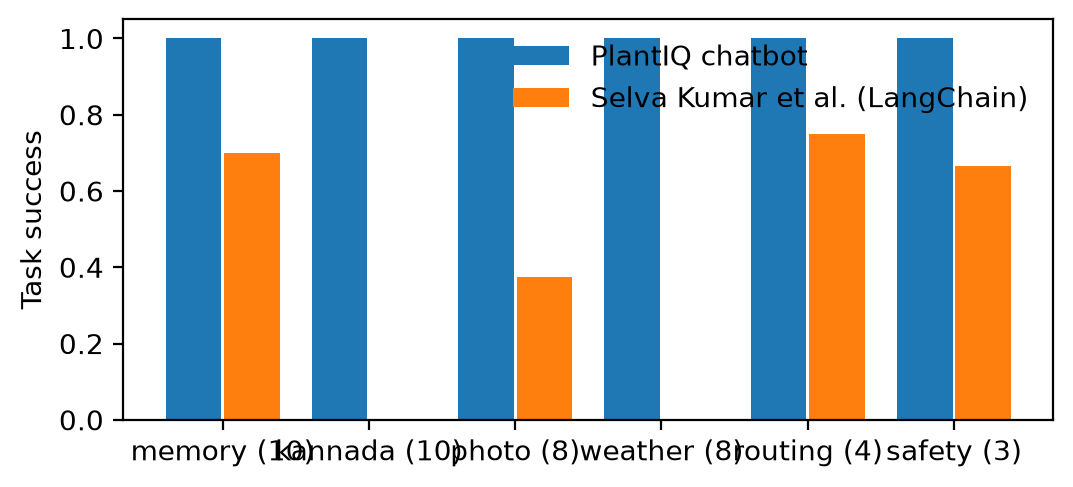 PlantIQ chatbot
Selva Kumar et al. (LangChain)
Task success
1.0
0.8
0.6
0.4
0.2
0.0
memory (10) kannada (10) photo (8) weather (8) routing (4) safety (3)